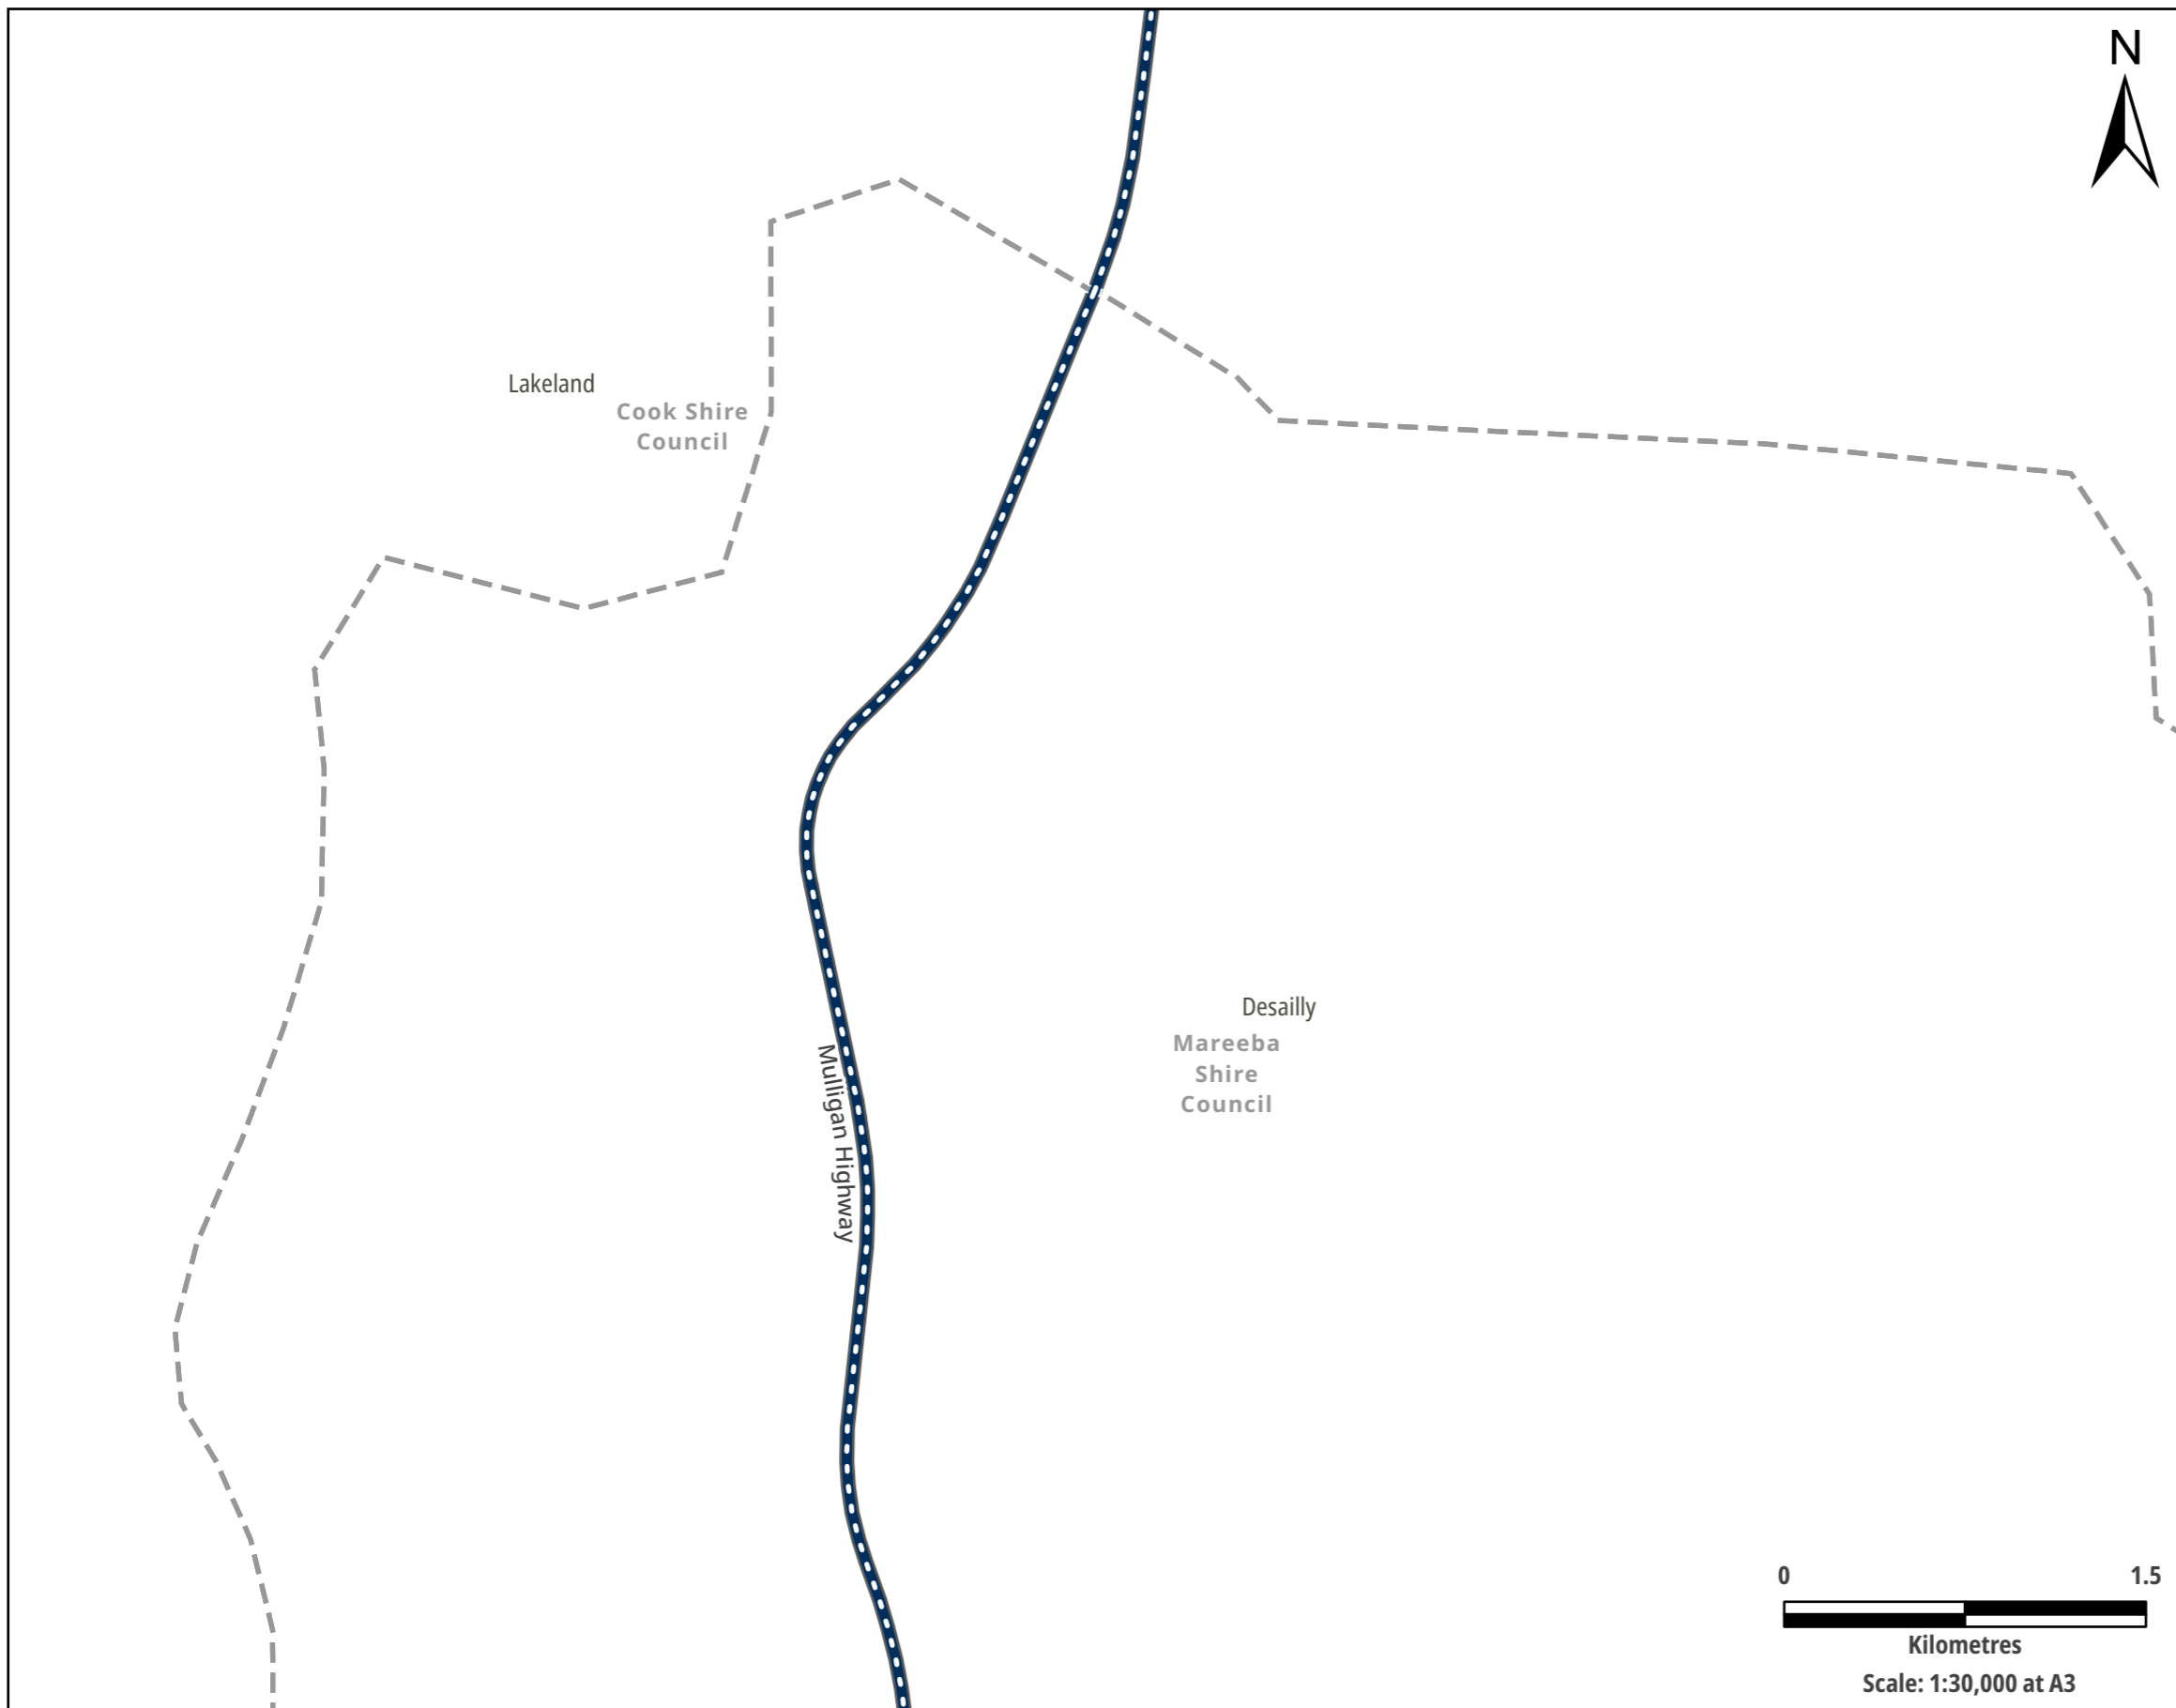 N
Lakeland
Cook Shire
Council
Desailly
Mareeba
Shire
Council
Mulligan Highway
0 1.5
Kilometres
Scale: 1:30,000 at A3